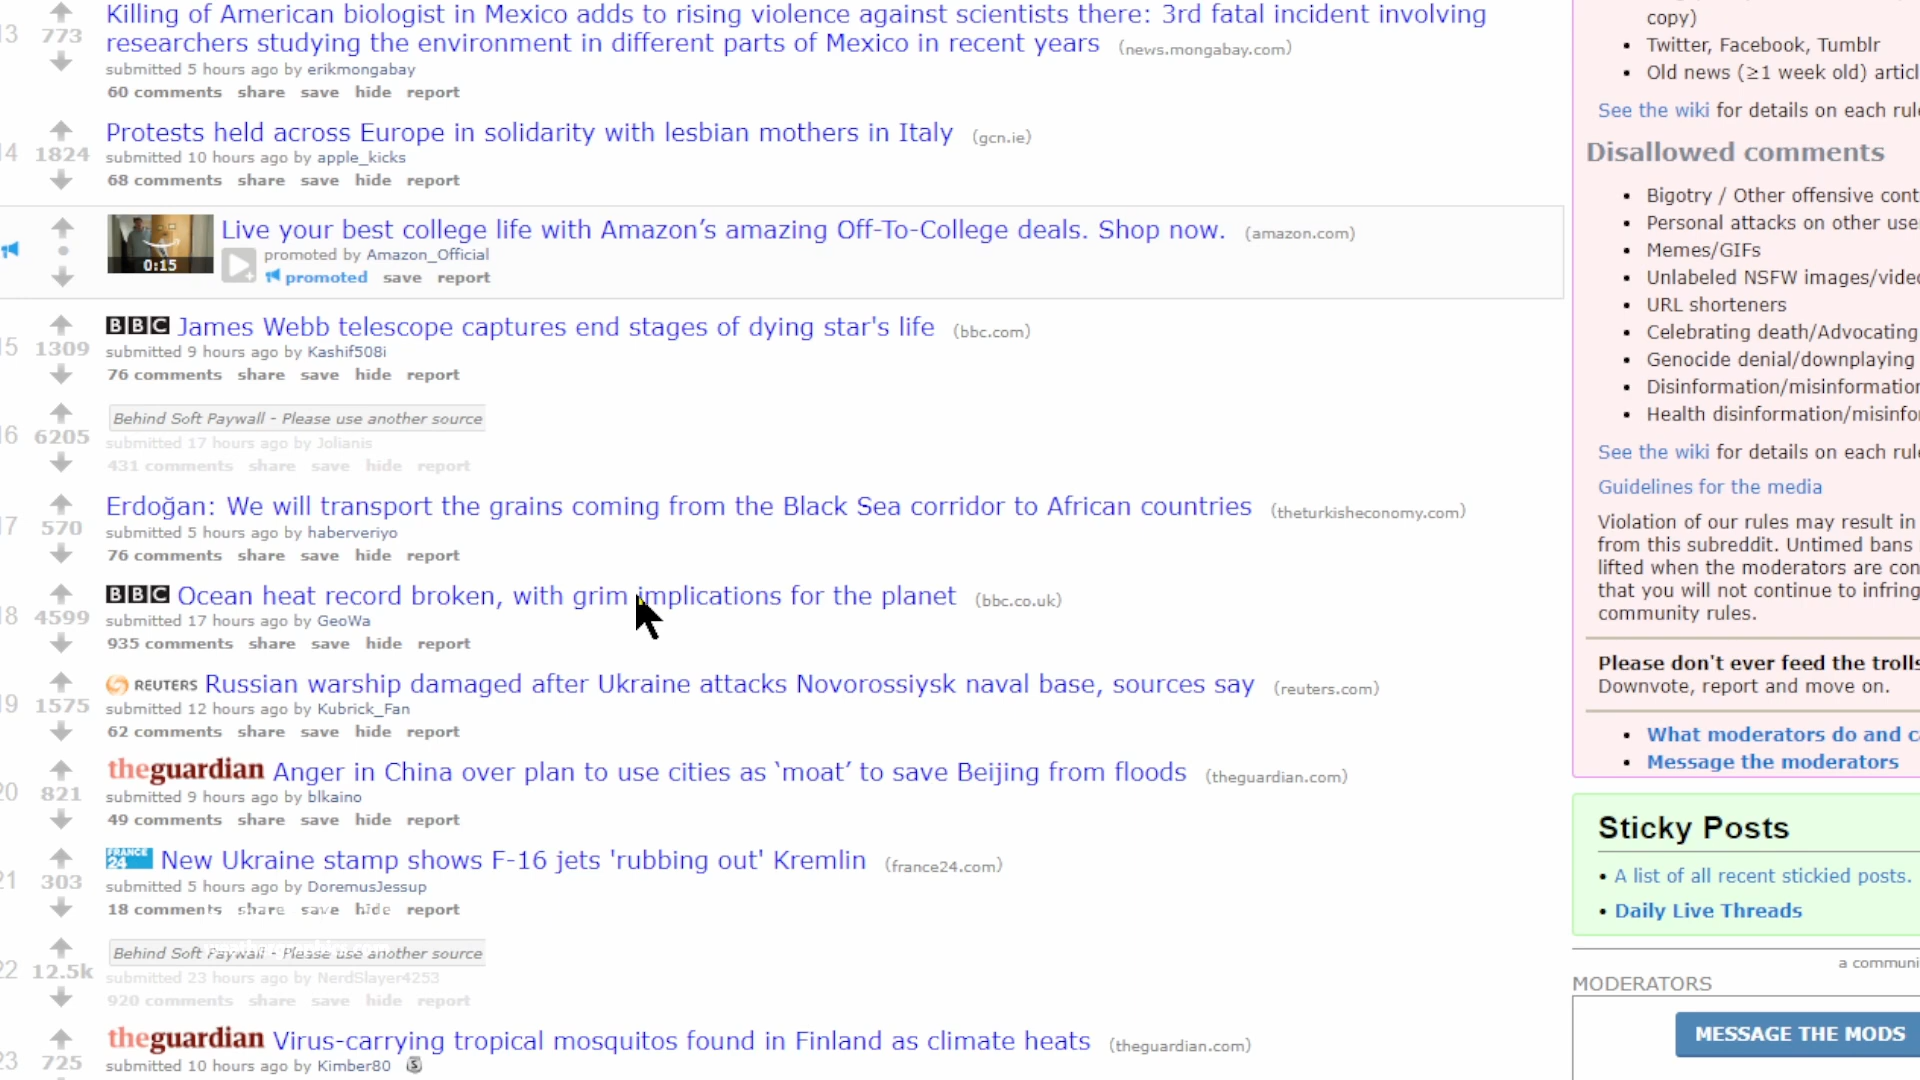 13
773
Killing of American biologist in Mexico adds to rising violence against scientists there: 3rd fatal incident involving
researchers studying the environment in different parts of Mexico in recent years (news.mongabay.com)
submitted 5 hours ago by erikmongabay
60 comments share save hide report
14
1824
Protests held across Europe in solidarity with lesbian mothers in Italy (gcn.ie)
submitted 10 hours ago by apple_kicks
68 comments share save hide report
0:15
Live your best college life with Amazon’s amazing Off-To-College deals. Shop now. (amazon.com)
promoted by Amazon_Official
promoted save report
15
1309
BBC James Webb telescope captures end stages of dying star's life (bbc.com)
submitted 9 hours ago by Kashif508i
76 comments share save hide report
16
6205
Behind Soft Paywall - Please use another source
submitted 17 hours ago by Jolianis
431 comments share save hide report
17
570
Erdoğan: We will transport the grains coming from the Black Sea corridor to African countries (theturkisheconomy.com)
submitted 5 hours ago by haberveriyo
76 comments share save hide report
18
4599
BBC Ocean heat record broken, with grim implications for the planet (bbc.co.uk)
submitted 17 hours ago by GeoWa
935 comments share save hide report
19
1575
REUTERS Russian warship damaged after Ukraine attacks Novorossiysk naval base, sources say (reuters.com)
submitted 12 hours ago by Kubrick_Fan
62 comments share save hide report
20
821
theguardian Anger in China over plan to use cities as ‘moat’ to save Beijing from floods (theguardian.com)
submitted 9 hours ago by blkaino
49 comments share save hide report
21
303
FRANCE 24 New Ukraine stamp shows F-16 jets 'rubbing out' Kremlin (france24.com)
submitted 5 hours ago by DoremusJessup
18 comments share save hide report
22
12.5k
Behind Soft Paywall - Please use another source
submitted 23 hours ago by NerdSlayer4253
920 comments share save hide report
23
725
theguardian Virus-carrying tropical mosquitos found in Finland as climate heats (theguardian.com)
submitted 10 hours ago by Kimber80
copy)
• Twitter, Facebook, Tumblr
• Old news (≥1 week old) articl
See the wiki for details on each rul
Disallowed comments
• Bigotry / Other offensive cont
• Personal attacks on other use
• Memes/GIFs
• Unlabeled NSFW images/vide
• URL shorteners
• Celebrating death/Advocating
• Genocide denial/downplaying
• Disinformation/misinformatio
• Health disinformation/misinfo
See the wiki for details on each rul
Guidelines for the media
Violation of our rules may result in
from this subreddit. Untimed bans
lifted when the moderators are con
that you will not continue to infring
community rules.
Please don't ever feed the trolls
Downvote, report and move on.
• What moderators do and c
• Message the moderators
Sticky Posts
• A list of all recent stickied posts.
• Daily Live Threads
a communi
MODERATORS
MESSAGE THE MODS